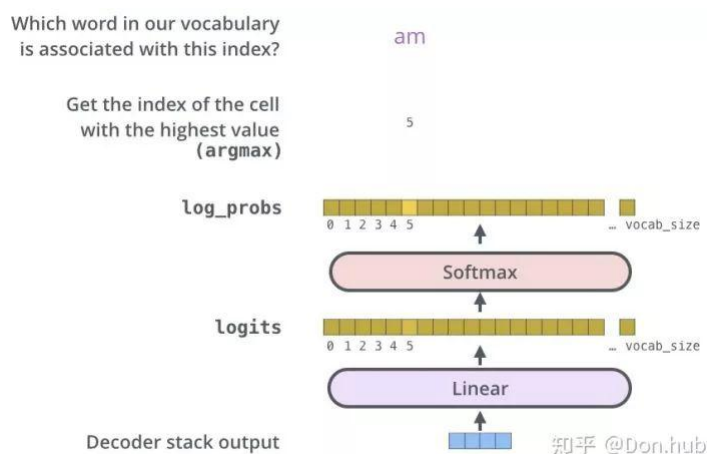 Which word in our vocabulary
is associated with this index?
am
Get the index of the cell
with the highest value
(argmax)
5
log_probs
0 1 2 3 4 5 … vocab_size
Softmax
logits
0 1 2 3 4 5 … vocab_size
Linear
Decoder stack output
知乎 @Don.hub